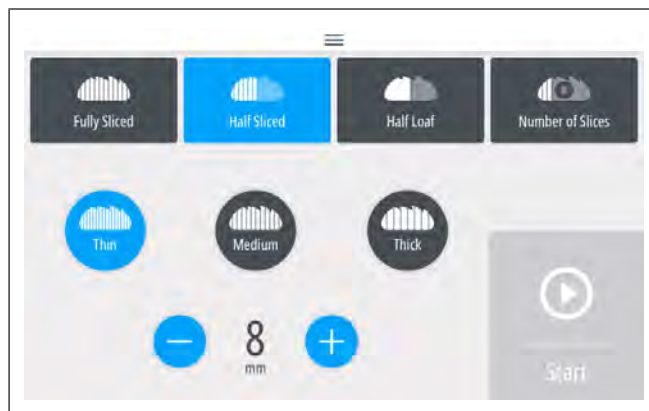 Fully Sliced
Half Sliced
Half Loaf
Number of Slices
Thin
Medium
Thick
8
mm
Start